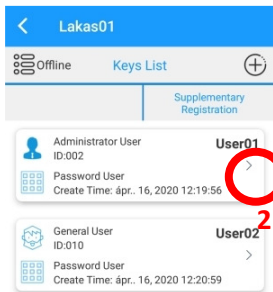 Lakas01
Offline Keys List
Supplementary
Registration
Administrator User User01
ID:002
Password User
Create Time: ápr.. 16, 2020 12:19:56
2
General User User02
ID:010
Password User
Create Time: ápr.. 16, 2020 12:20:59